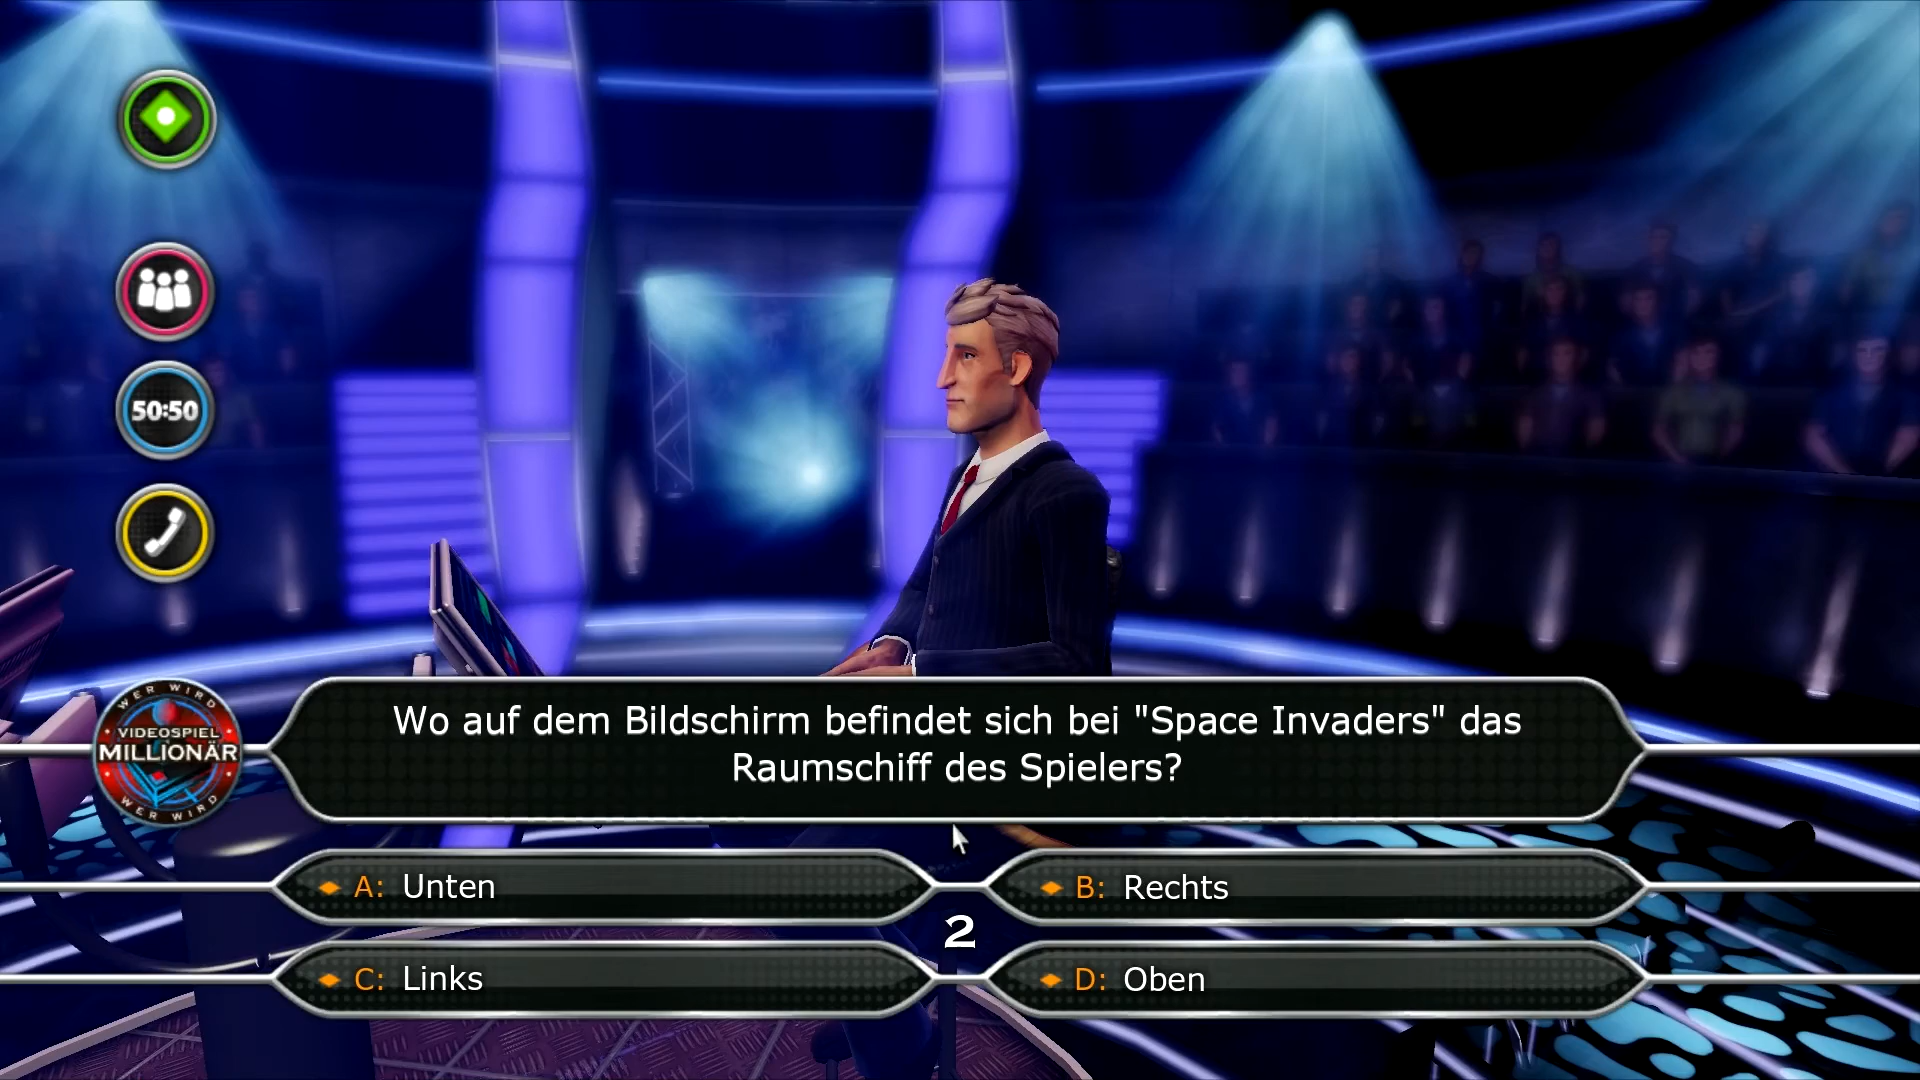 50:50
WER WIRD
VIDEOSPIEL
MILLIONÄR
WER WIRD
Wo auf dem Bildschirm befindet sich bei "Space Invaders" das
Raumschiff des Spielers?
A: Unten
B: Rechts
2
C: Links
D: Oben